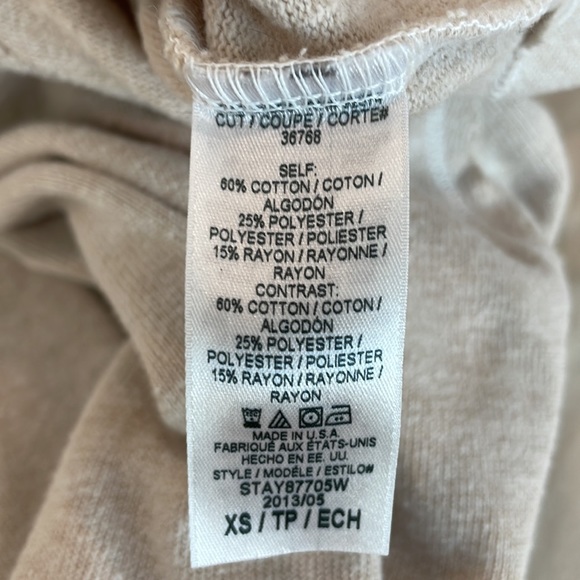 CUT / COUPE / CORTE#
36768
SELF:
60% COTTON / COTON /
ALGODÓN
25% POLYESTER /
POLYESTER / POLIESTER
15% RAYON / RAYONNE /
RAYON
CONTRAST:
60% COTTON / COTON /
ALGODÓN
25% POLYESTER /
POLYESTER / POLIESTER
15% RAYON / RAYONNE /
RAYON
MADE IN U.S.A.
FABRIQUÉ AUX ÉTATS-UNIS
HECHO EN EE. UU.
STYLE / MODÉLE / ESTILO#
STAY87705W
2013/05
XS / TP / ECH